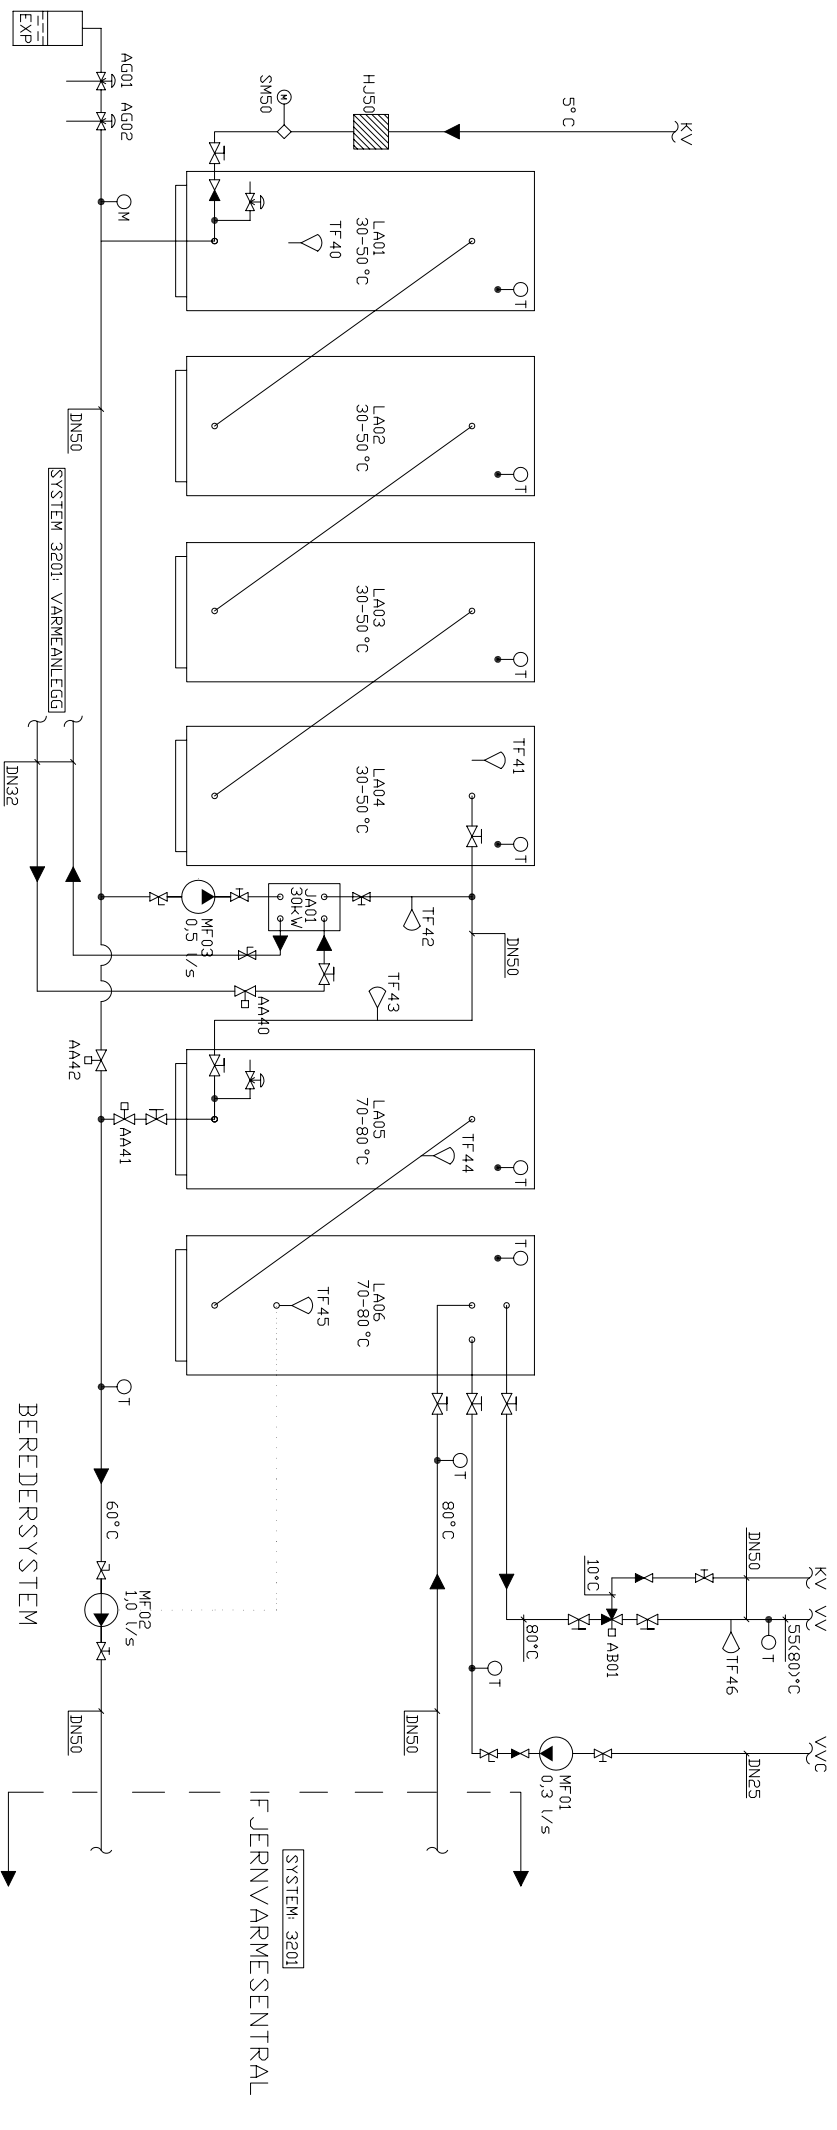 EXP
AG01
AG02
M
SM50
M
HJ50
5°C
KV
LA01
30-50°C
TF40
T
LA02
30-50°C
T
LA03
30-50°C
T
LA04
30-50°C
TF41
T
DN50
SYSTEM 3201: VARMEANLEGG
DN32
MF03
0,5 l/s
JA01
30kW
TF42
DN50
AA40
TF43
AA42
AA41
LA05
70-80°C
TF44
T
LA06
70-80°C
TF45
T
T
BEREDERSYSTEM
60°C
MF02
1,0 l/s
DN50
T
80°C
DN50
KV
VV
VVC
DN50
10°C
AB01
80°C
TF46
T
55(80)°C
T
MF01
0,3 l/s
DN25
SYSTEM: 3201
FJERNVARMESENTRAL